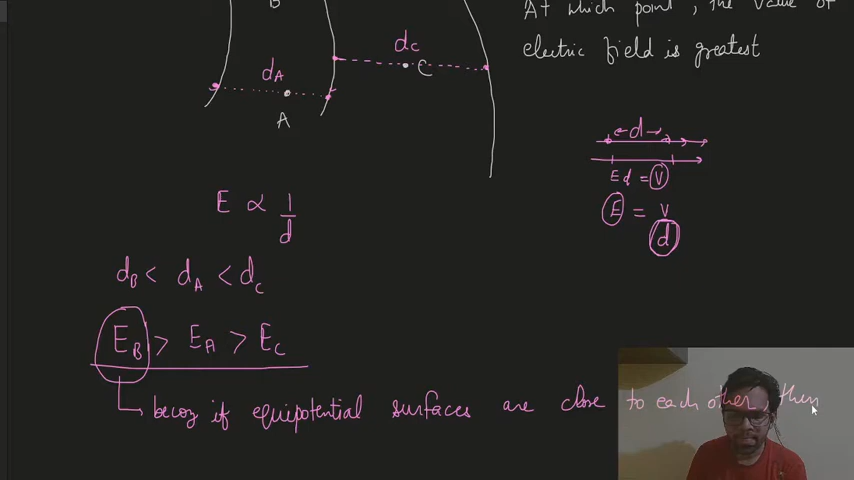 B
At which point, the value of
dc
C
electric field is greatest
dA
A
←d→
Ed = V
E ∝ 1/d
E = V/d
dB < dA < dC
EB > EA > EC
becoz if equipotential surfaces are close to each other, then